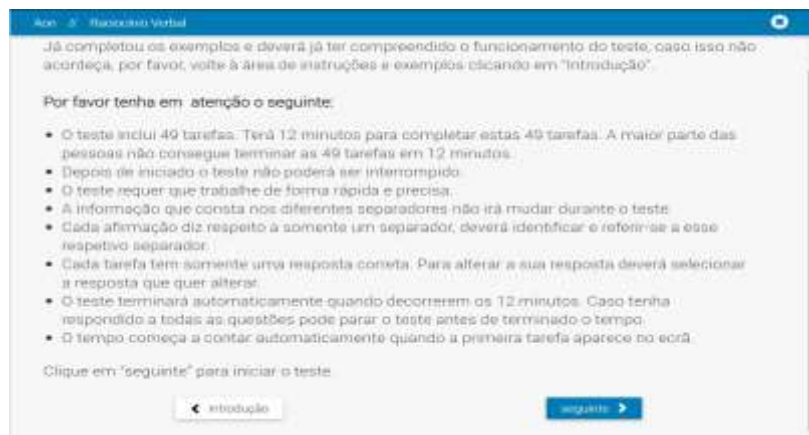 Aon // Raciocínio Verbal
Já completou os exemplos e deverá já ter compreendido o funcionamento do teste, caso isso não
aconteça, por favor, volte à área de instruções e exemplos clicando em "Introdução".
Por favor tenha em atenção o seguinte:
• O teste inclui 49 tarefas. Terá 12 minutos para completar estas 49 tarefas. A maior parte das
pessoas não consegue terminar as 49 tarefas em 12 minutos.
• Depois de iniciado o teste não poderá ser interrompido.
• O teste requer que trabalhe de forma rápida e precisa.
• A informação que consta nos diferentes separadores não irá mudar durante o teste
• Cada afirmação diz respeito à somente um separador, deverá identificar e referir-se a esse
respetivo separador.
• Cada tarefa tem somente uma resposta correta. Para alterar a sua resposta deverá selecionar
a resposta que quer alterar.
• O teste terminará automaticamente quando decorrerem os 12 minutos. Caso tenha
respondido a todas as questões pode parar o teste antes de terminado o tempo.
• O tempo começa a contar automaticamente quando a primeira tarefa aparece no ecrã.
Clique em "seguinte" para iniciar o teste.
introdução
seguinte